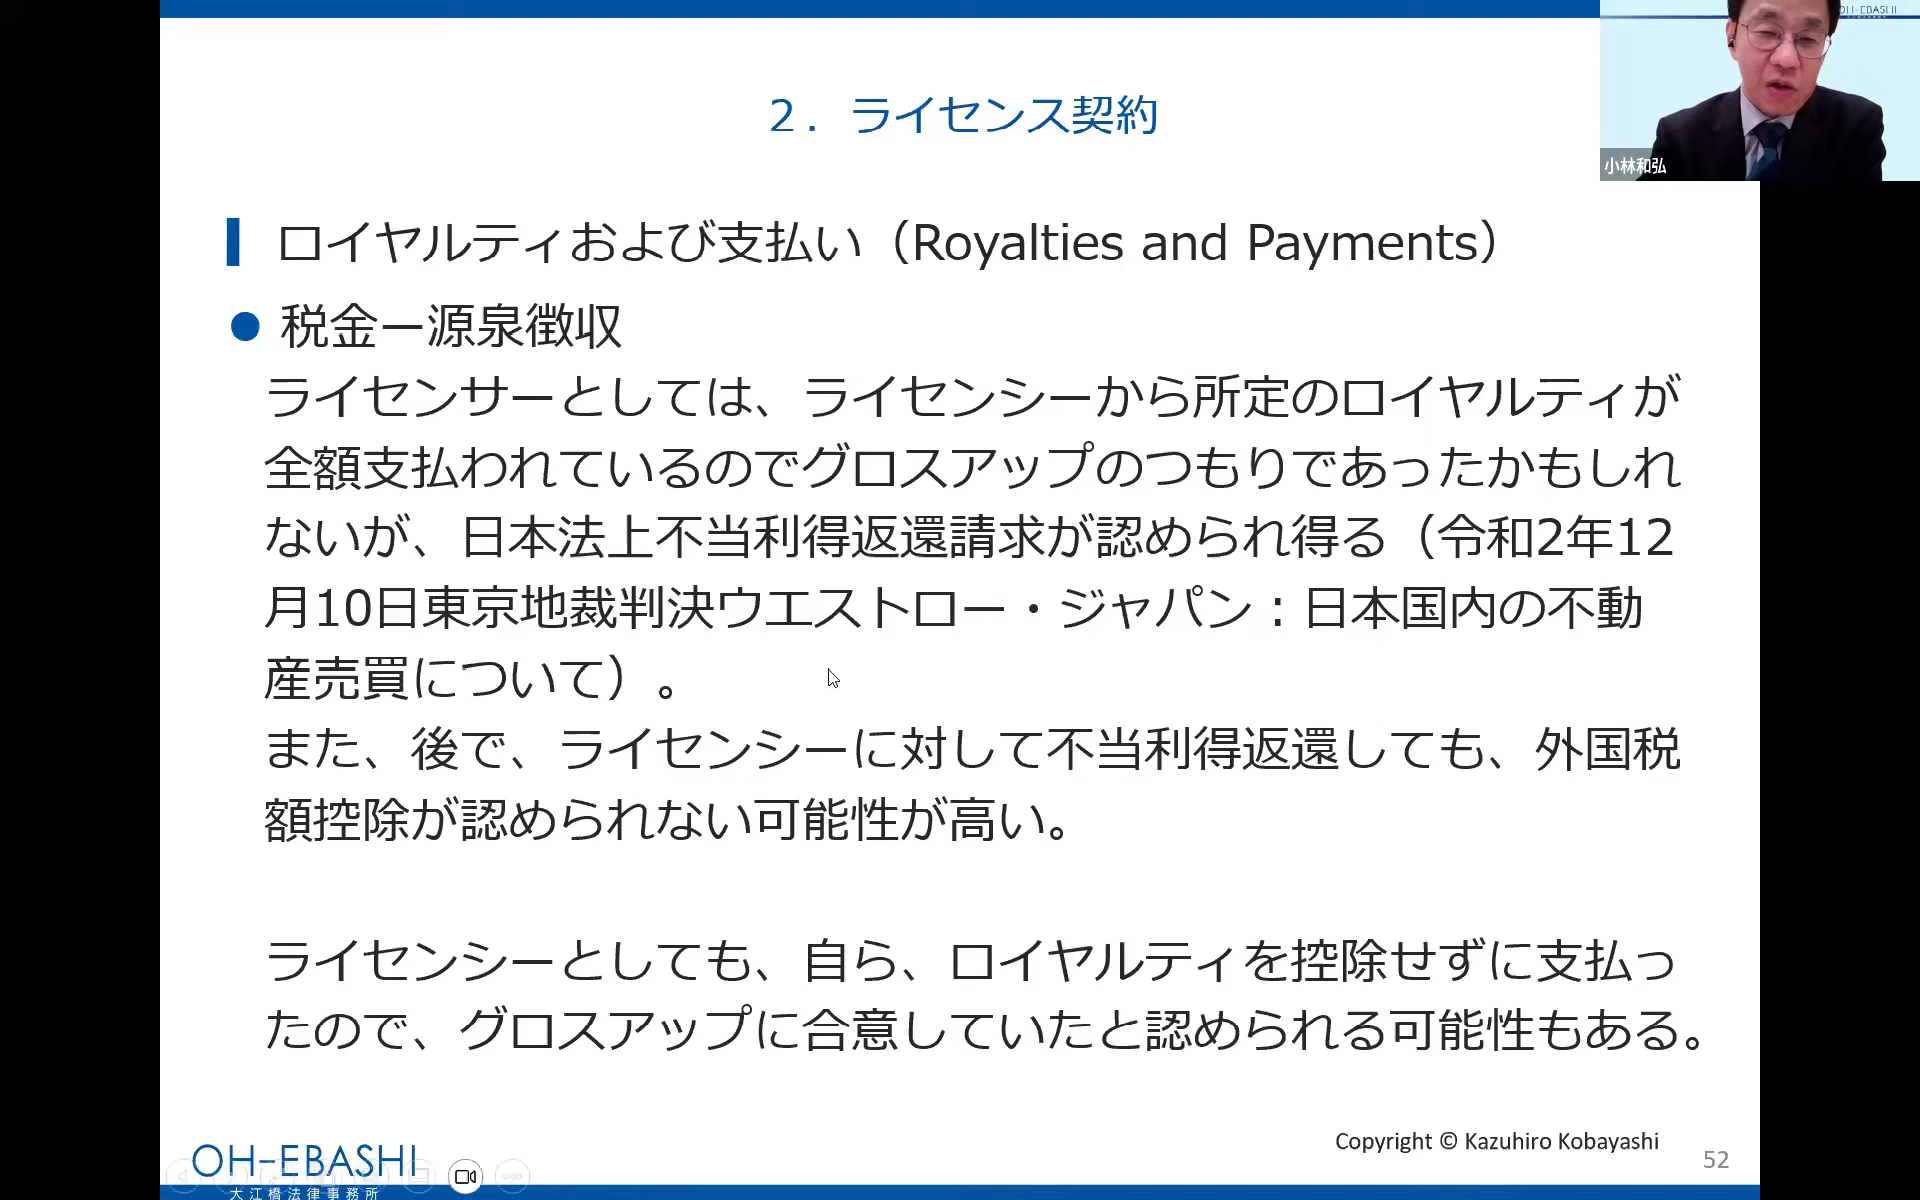 OH-EBASHI
小林和弘
2．ライセンス契約
ロイヤルティおよび支払い（Royalties and Payments）
税金ー源泉徴収
ライセンサーとしては、ライセンシーから所定のロイヤルティが
全額支払われているのでグロスアップのつもりであったかもしれ
ないが、日本法上不当利得返還請求が認められ得る（令和2年12
月10日東京地裁判決ウエストロー・ジャパン：日本国内の不動
産売買について）。
また、後で、ライセンシーに対して不当利得返還しても、外国税
額控除が認められない可能性が高い。
ライセンシーとしても、自ら、ロイヤルティを控除せずに支払っ
たので、グロスアップに合意していたと認められる可能性もある。
OH-EBASHI
大江橋法律事務所
Copyright © Kazuhiro Kobayashi
52